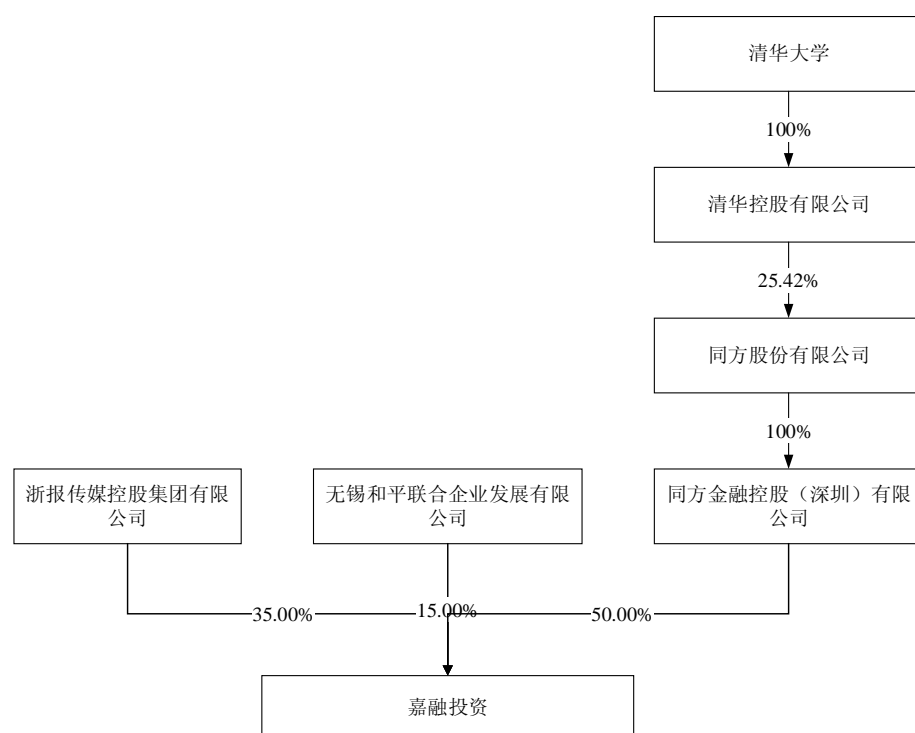 清华大学
100%
清华控股有限公司
25.42%
同方股份有限公司
100%
浙报传媒控股集团有限
公司
无锡和平联合企业发展有限
公司
同方金融控股（深圳）有限
公司
35.00%
15.00%
50.00%
嘉融投资